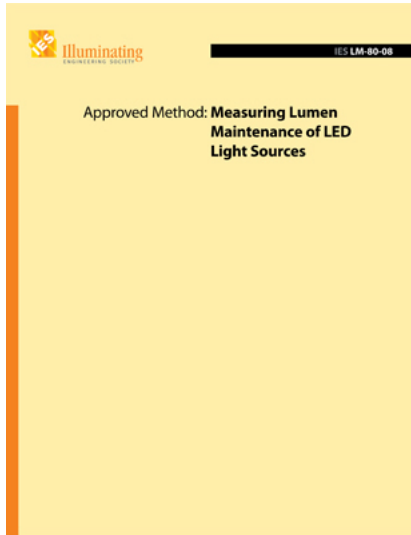 IES
Illuminating
ENGINEERING SOCIETY
IES LM-80-08
Approved Method: Measuring Lumen
Maintenance of LED
Light Sources